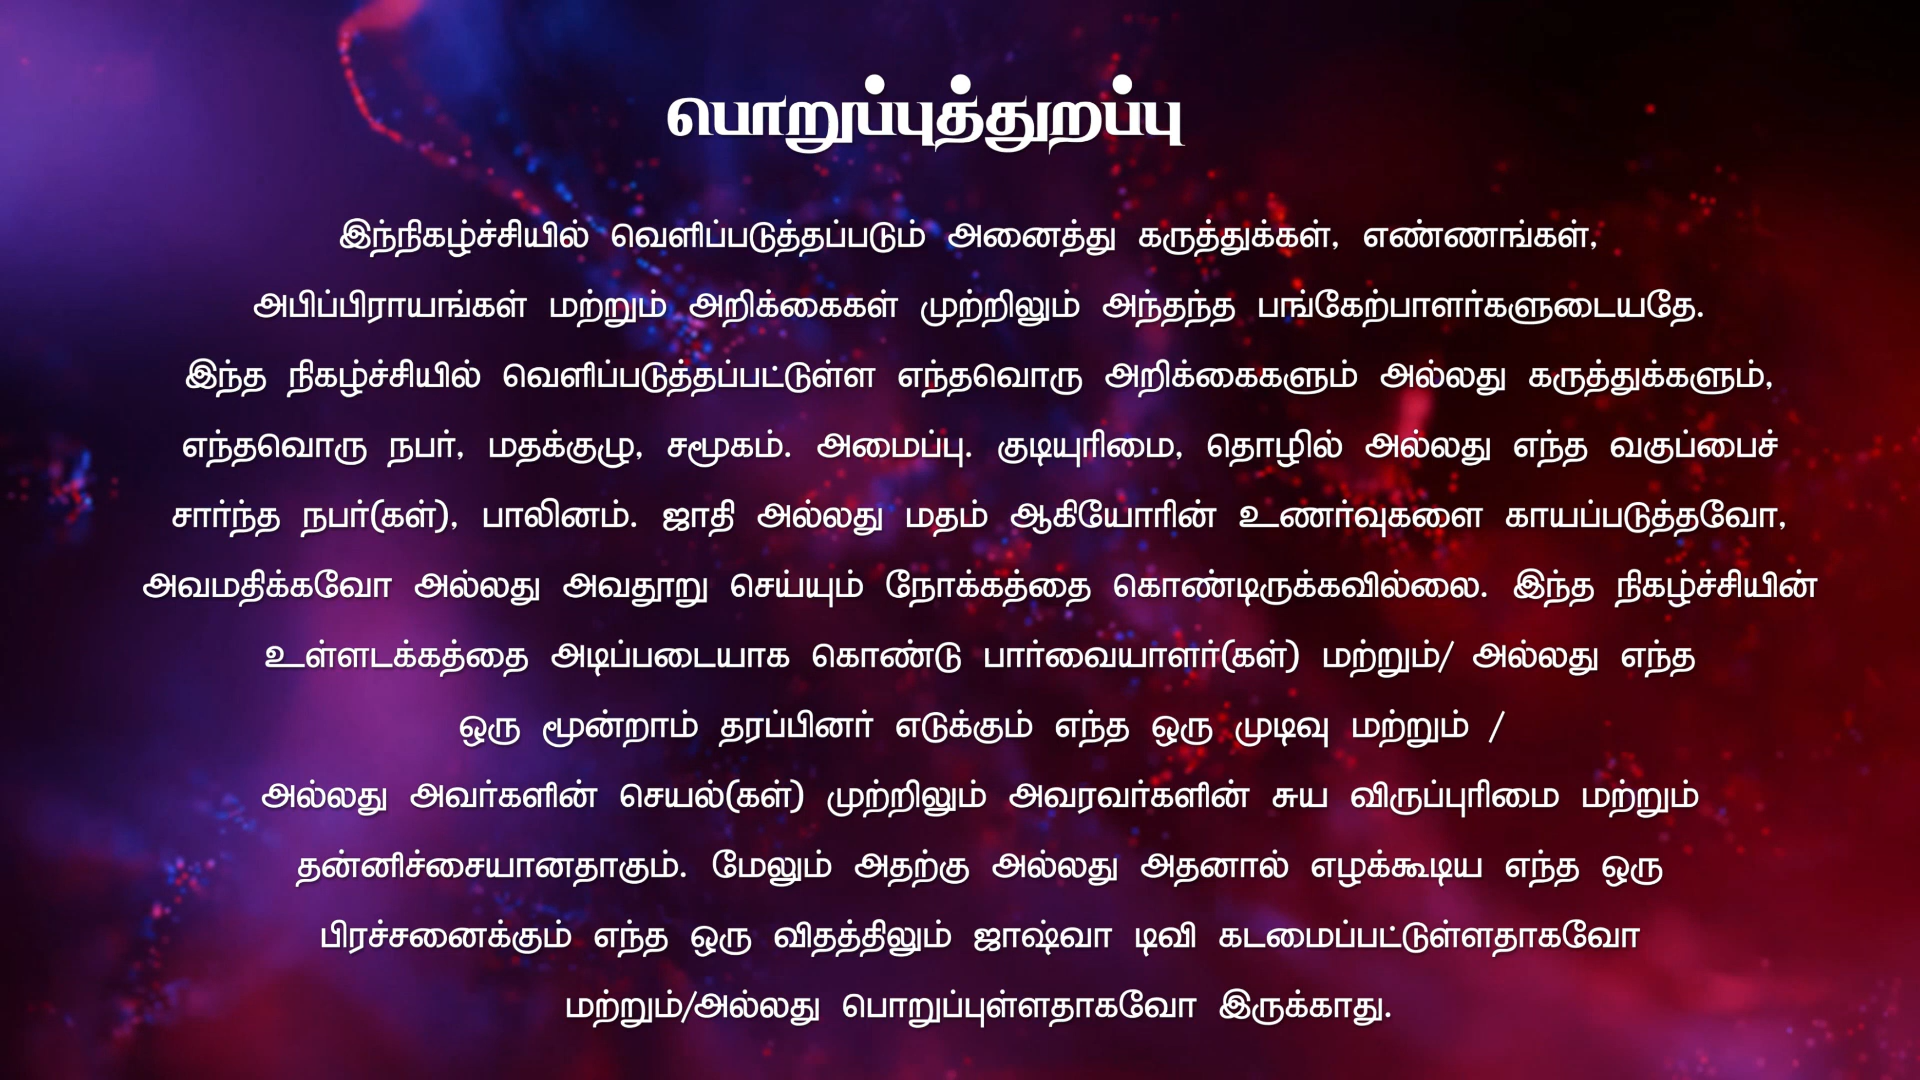 பொறுப்புத்துறப்பு
இந்நிகழ்ச்சியில் வெளிப்படுத்தப்படும் அனைத்து கருத்துக்கள், எண்ணங்கள்,
அபிப்பிராயங்கள் மற்றும் அறிக்கைகள் முற்றிலும் அந்தந்த பங்கேற்பாளர்களுடையதே.
இந்த நிகழ்ச்சியில் வெளிப்படுத்தப்பட்டுள்ள எந்தவொரு அறிக்கைகளும் அல்லது கருத்துக்களும்,
எந்தவொரு நபர், மதக்குழு, சமூகம். அமைப்பு. குடியுரிமை, தொழில் அல்லது எந்த வகுப்பைச்
சார்ந்த நபர்(கள்), பாலினம். ஜாதி அல்லது மதம் ஆகியோரின் உணர்வுகளை காயப்படுத்தவோ,
அவமதிக்கவோ அல்லது அவதூறு செய்யும் நோக்கத்தை கொண்டிருக்கவில்லை. இந்த நிகழ்ச்சியின்
உள்ளடக்கத்தை அடிப்படையாக கொண்டு பார்வையாளர்(கள்) மற்றும்/ அல்லது எந்த
ஒரு மூன்றாம் தரப்பினர் எடுக்கும் எந்த ஒரு முடிவு மற்றும் /
அல்லது அவர்களின் செயல்(கள்) முற்றிலும் அவரவர்களின் சுய விருப்புரிமை மற்றும்
தன்னிச்சையானதாகும். மேலும் அதற்கு அல்லது அதனால் எழக்கூடிய எந்த ஒரு
பிரச்சனைக்கும் எந்த ஒரு விதத்திலும் ஜாஷ்வா டிவி கடமைப்பட்டுள்ளதாகவோ
மற்றும்/அல்லது பொறுப்புள்ளதாகவோ இருக்காது.